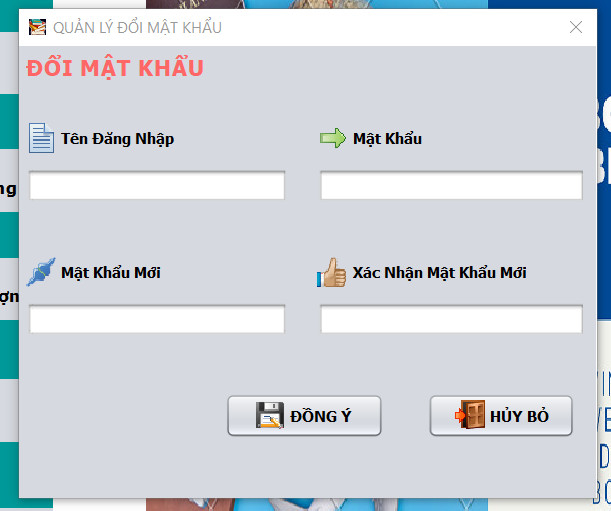 QUẢN LÝ ĐỔI MẬT KHẨU
ĐỔI MẬT KHẨU
Tên Đăng Nhập
Mật Khẩu
Mật Khẩu Mới
Xác Nhận Mật Khẩu Mới
ĐỒNG Ý
HỦY BỎ